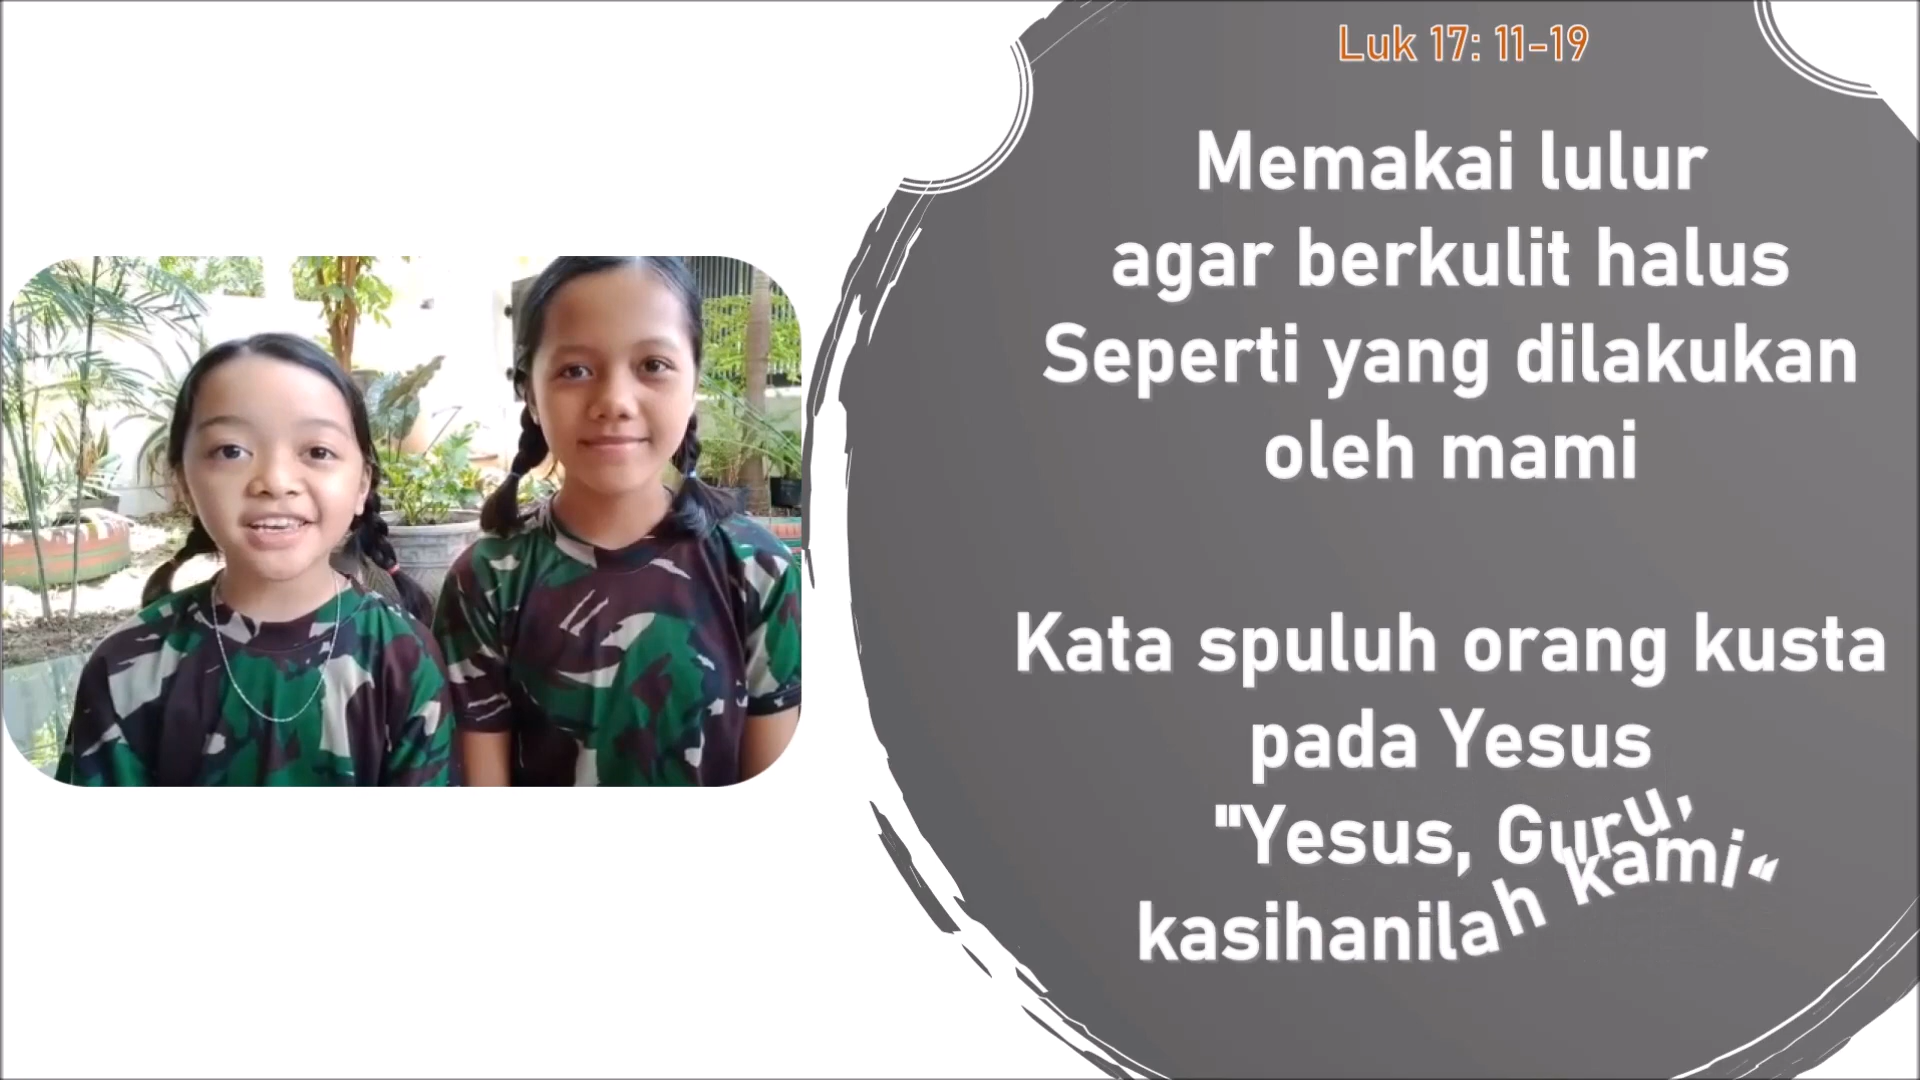 Luk 17: 11-19
Memakai lulur
agar berkulit halus
Seperti yang dilakukan
oleh mami
Kata spuluh orang kusta
pada Yesus
"Yesus, Guru,
kasihanilah kami“